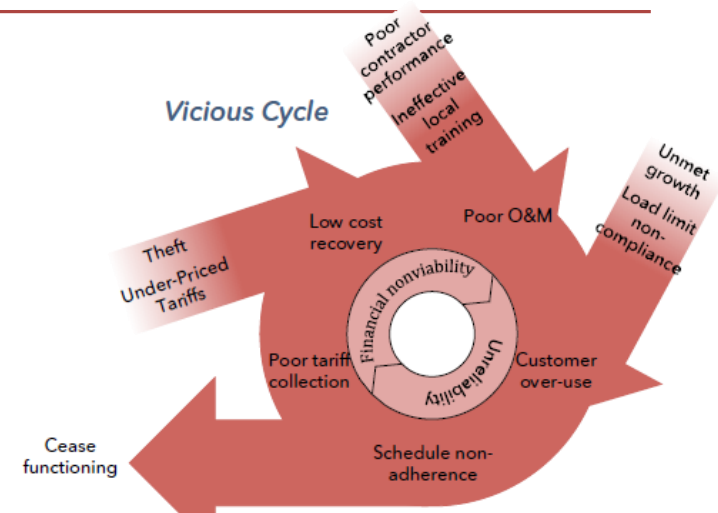 Vicious Cycle
Poor
contractor
performance
Ineffective
local
training
Unmet
growth
Load limit
non-
compliance
Theft
Under-Priced
Tariffs
Low cost
recovery
Poor O&M
Financial nonviability
Unreliability
Poor tariff
collection
Customer
over-use
Schedule non-
adherence
Cease
functioning